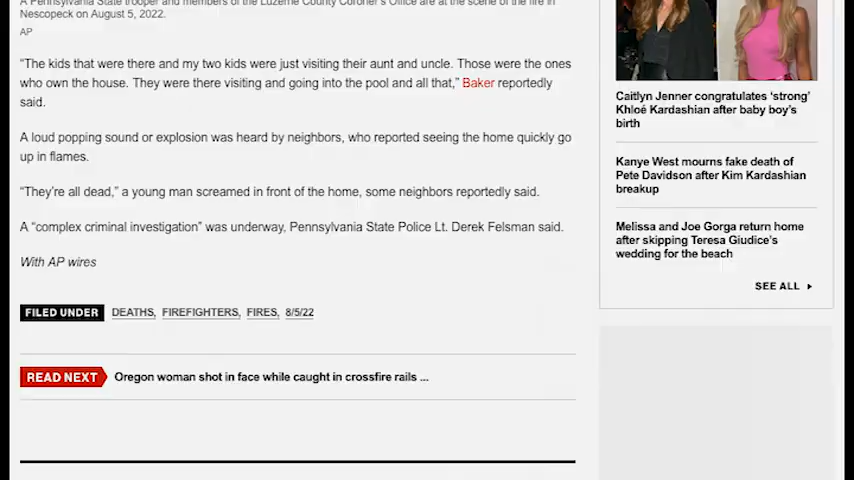 A Pennsylvania State trooper and members of the Luzerne County Coroner's Office are at the scene of the fire in
Nescopeck on August 5, 2022.
AP
“The kids that were there and my two kids were just visiting their aunt and uncle. Those were the ones
who own the house. They were there visiting and going into the pool and all that,” Baker reportedly
said.
A loud popping sound or explosion was heard by neighbors, who reported seeing the home quickly go
up in flames.
“They’re all dead,” a young man screamed in front of the home, some neighbors reportedly said.
A “complex criminal investigation” was underway, Pennsylvania State Police Lt. Derek Felsman said.
With AP wires
FILED UNDER DEATHS, FIREFIGHTERS, FIRES, 8/5/22
READ NEXT Oregon woman shot in face while caught in crossfire rails ...
Caitlyn Jenner congratulates ‘strong’
Khloé Kardashian after baby boy’s
birth
Kanye West mourns fake death of
Pete Davidson after Kim Kardashian
breakup
Melissa and Joe Gorga return home
after skipping Teresa Giudice’s
wedding for the beach
SEE ALL